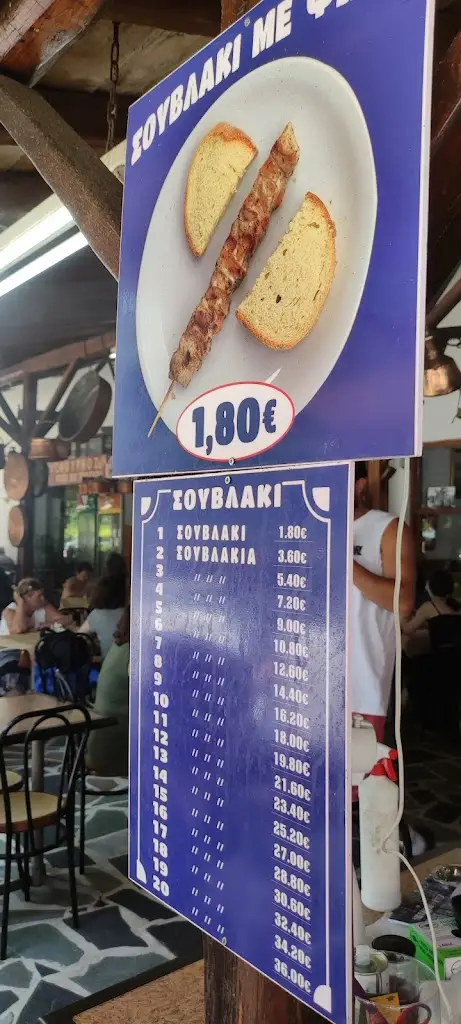 ΣΟΥΒΛΑΚΙ ΜΕ
1,80€
ΣΟΥΒΛΑΚΙ
1 ΣΟΥΒΛΑΚΙ 1.80€
2 ΣΟΥΒΛΑΚΙΑ 3.60€
3 〃 〃 〃 5.40€
4 〃 〃 〃 7.20€
5 〃 〃 〃 9.00€
6 〃 〃 〃 10.80€
7 〃 〃 〃 12.60€
8 〃 〃 〃 14.40€
9 〃 〃 〃 16.20€
10 〃 〃 〃 18.00€
11 〃 〃 〃 19.80€
12 〃 〃 〃 21.60€
13 〃 〃 〃 23.40€
14 〃 〃 〃 25.20€
15 〃 〃 〃 27.00€
16 〃 〃 〃 28.80€
17 〃 〃 〃 30.60€
18 〃 〃 〃 32.40€
19 〃 〃 〃 34.20€
20 〃 〃 〃 36.00€